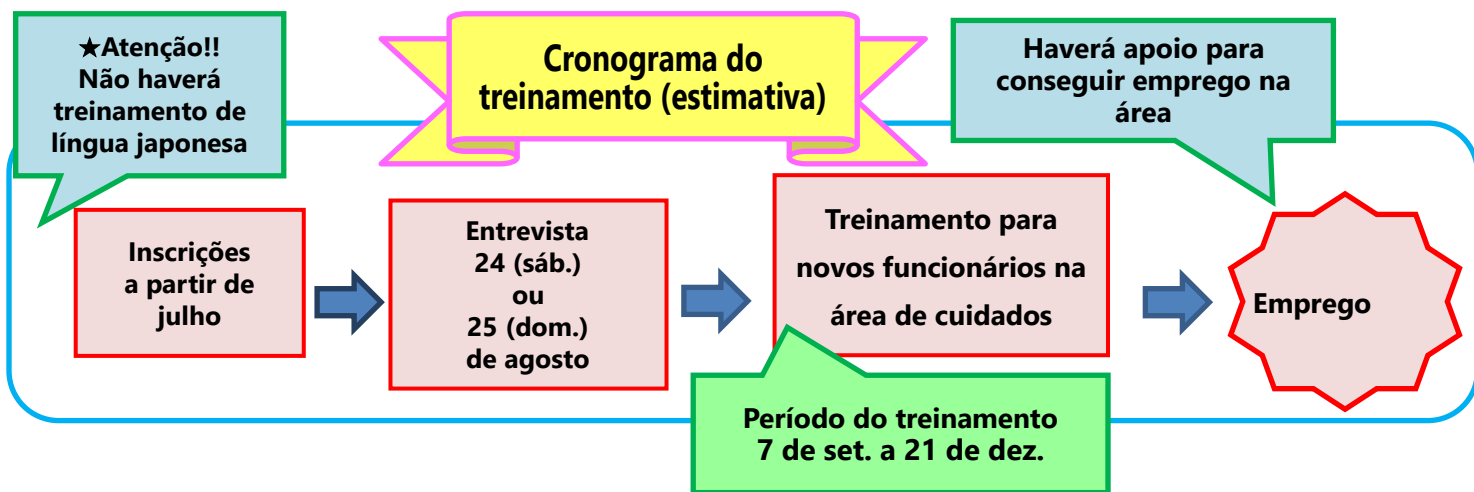 ★Atenção!!
Não haverá
treinamento de
língua japonesa
Cronograma do
treinamento (estimativa)
Haverá apoio para
conseguir emprego na
área
Inscrições
a partir de
julho
Entrevista
24 (sáb.)
ou
25 (dom.)
de agosto
Treinamento para
novos funcionários na
área de cuidados
Emprego
Período do treinamento
7 de set. a 21 de dez.